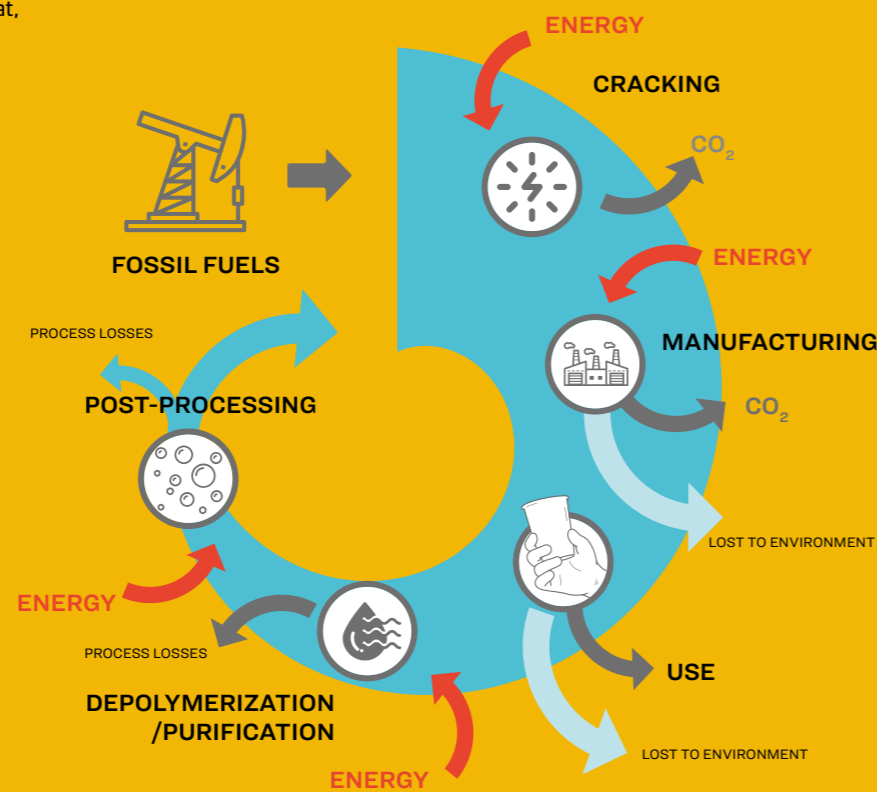 at,
ENERGY
CRACKING
CO₂
FOSSIL FUELS
ENERGY
PROCESS LOSSES
MANUFACTURING
POST-PROCESSING
CO₂
LOST TO ENVIRONMENT
ENERGY
PROCESS LOSSES
USE
DEPOLYMERIZATION
/PURIFICATION
LOST TO ENVIRONMENT
ENERGY